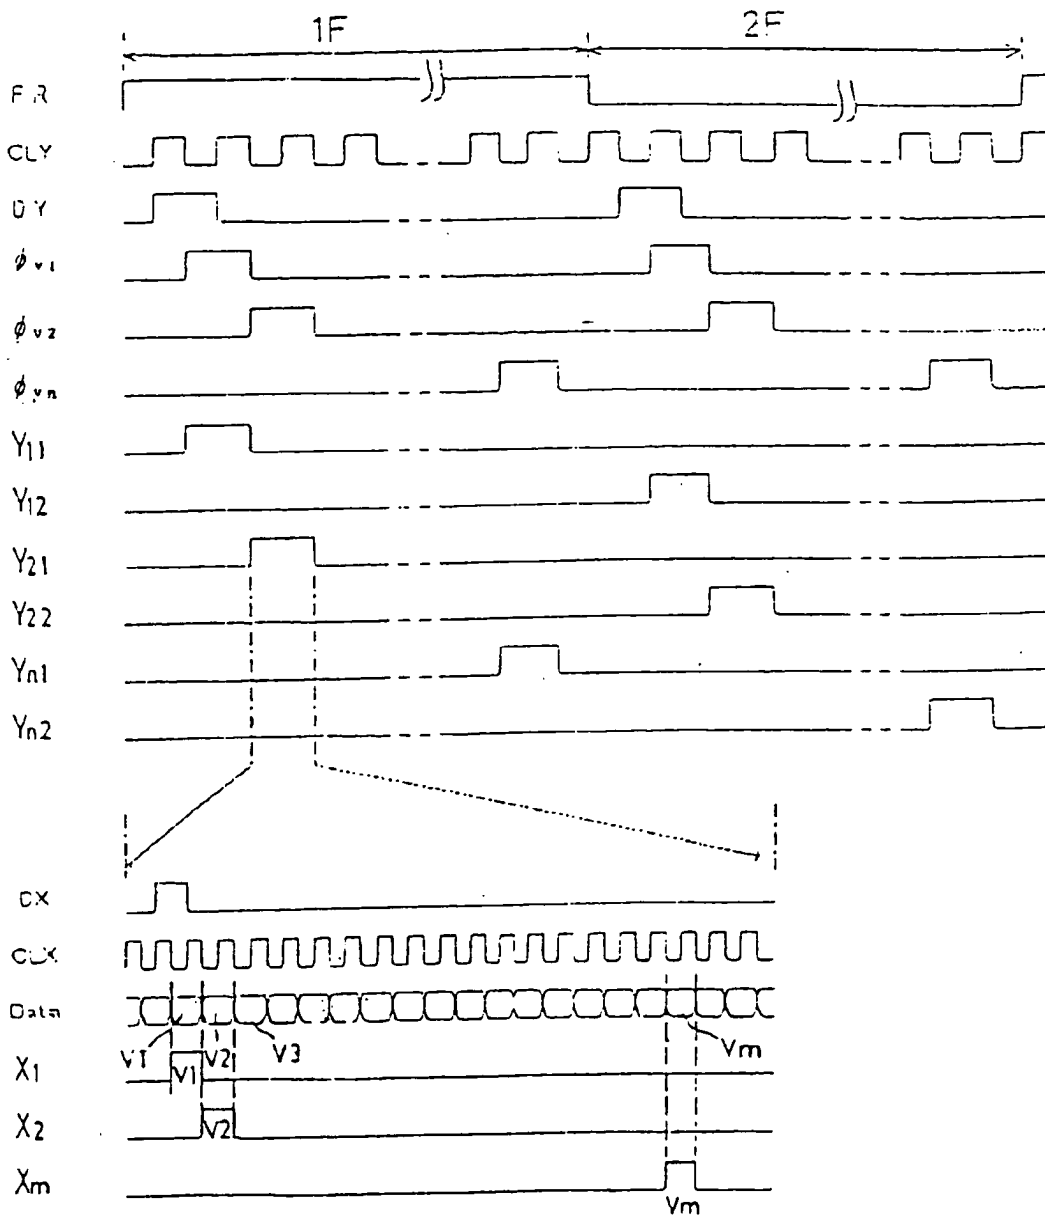 1F 2F
FR
CLY
DY
ϕv1
ϕv2
ϕvn
Y11
Y12
Y21
Y22
Yn1
Yn2
DX
CLX
Data
V1 V2 V3 Vm
X1 V1
X2 V2
Xm Vm